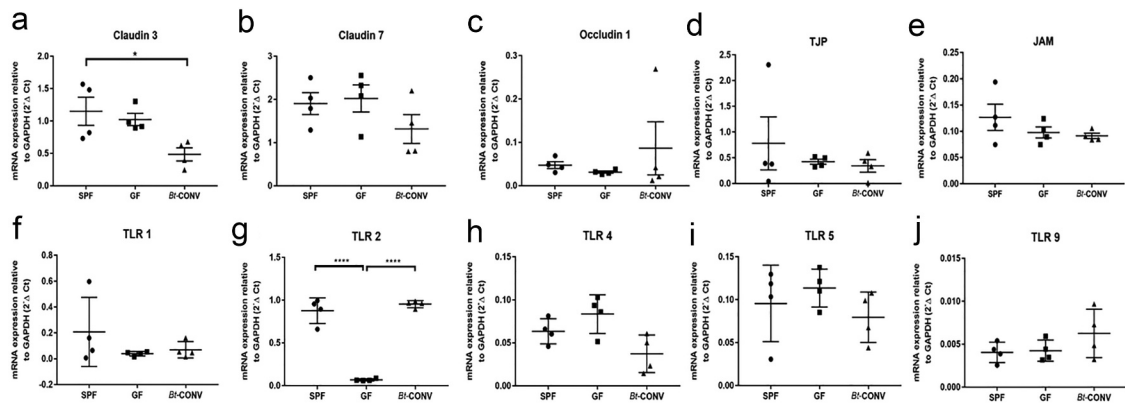 a
Claudin 3
mRNA expression relative
to GAPDH (2^Δ Ct)
2.0
1.5
1.0
0.5
0.0
*
SPF GF Bt-CONV
b
Claudin 7
mRNA expression relative
to GAPDH (2^Δ Ct)
3
2
1
0
SPF GF Bt-CONV
c
Occludin 1
mRNA expression relative
to GAPDH (2^Δ Ct)
0.3
0.2
0.1
0.0
SPF GF Bt-CONV
d
TJP
mRNA expression relative
to GAPDH (2^Δ Ct)
2.5
2.0
1.5
1.0
0.5
0.0
SPF GF Bt-CONV
e
JAM
mRNA expression relative
to GAPDH (2^Δ Ct)
0.25
0.20
0.15
0.10
0.05
0.00
SPF GF Bt-CONV
f
TLR 1
mRNA expression relative
to GAPDH (2^Δ Ct)
0.8
0.6
0.4
0.2
0.0
-0.2
SPF GF Bt-CONV
g
TLR 2
mRNA expression relative
to GAPDH (2^Δ Ct)
1.5
1.0
0.5
0.0
**** ****
SPF GF Bt-CONV
h
TLR 4
mRNA expression relative
to GAPDH (2^Δ Ct)
0.15
0.10
0.05
0.00
SPF GF Bt-CONV
i
TLR 5
mRNA expression relative
to GAPDH (2^Δ Ct)
0.15
0.10
0.05
0.00
SPF GF Bt-CONV
j
TLR 9
mRNA expression relative
to GAPDH (2^Δ Ct)
0.015
0.010
0.005
0.000
SPF GF Bt-CONV